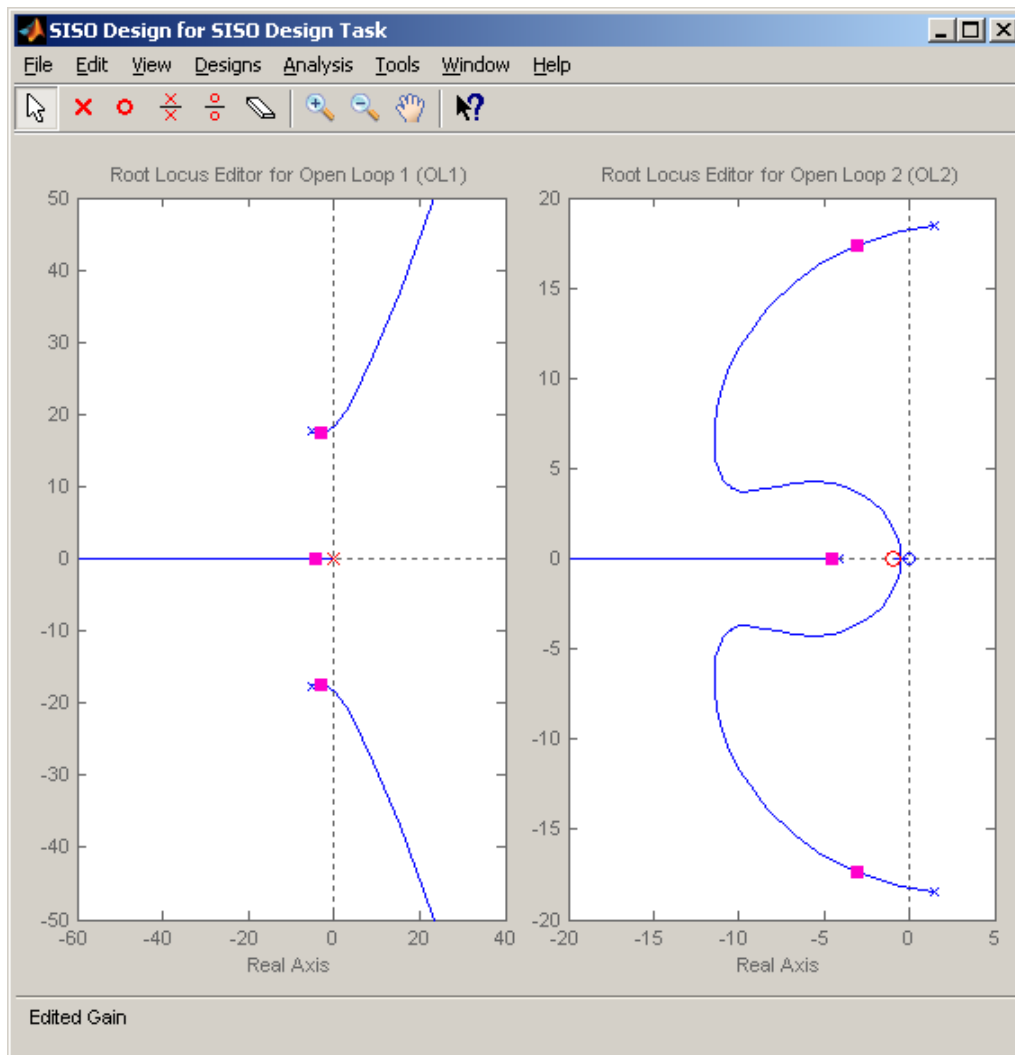 SISO Design for SISO Design Task
File Edit View Designs Analysis Tools Window Help
Root Locus Editor for Open Loop 1 (OL1)
50
40
30
20
10
0
-10
-20
-30
-40
-50
-60 -40 -20 0 20 40
Real Axis
Root Locus Editor for Open Loop 2 (OL2)
20
15
10
5
0
-5
-10
-15
-20
-20 -15 -10 -5 0 5
Real Axis
Edited Gain